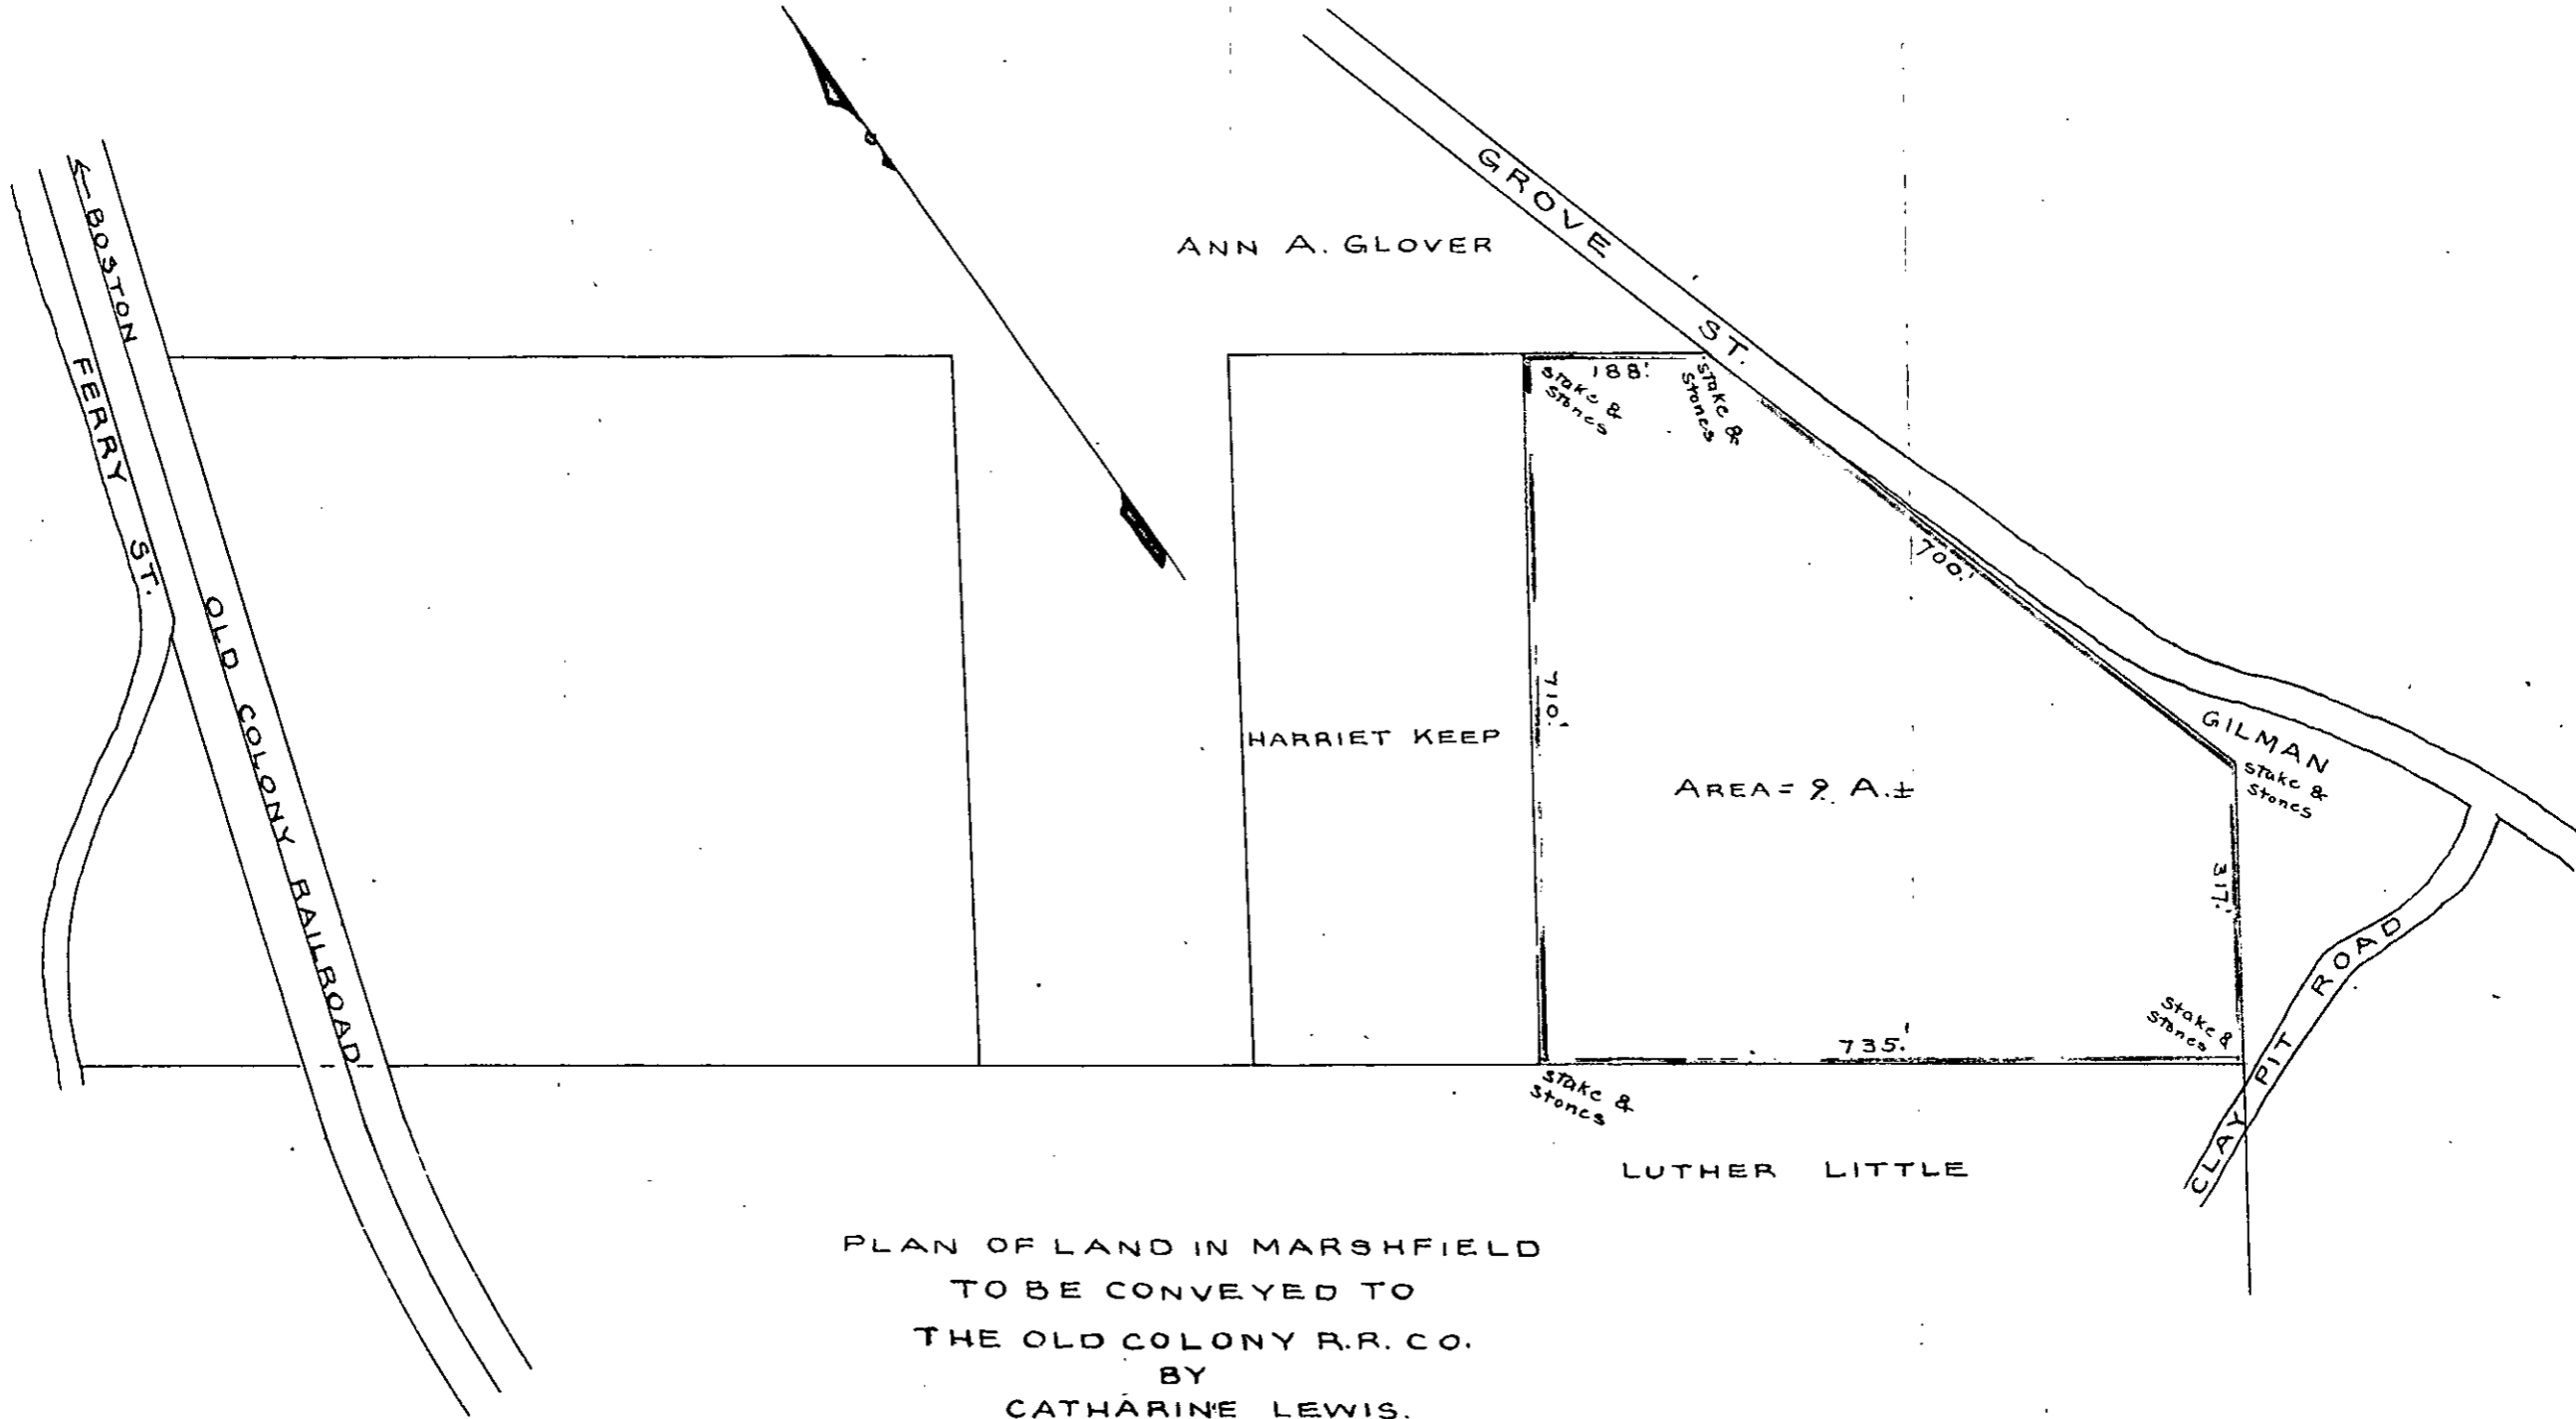 ← BOSTON
FERRY ST.
OLD COLONY RAILROAD
ANN A. GLOVER
GROVE ST.
188.'
stake &
stones
stake &
stones
700.'
710.'
HARRIET KEEP
AREA = 9. A.±
GILMAN
stake &
stones
317.'
CLAY PIT ROAD
stake &
stones
735.'
stake &
stones
LUTHER LITTLE
PLAN OF LAND IN MARSHFIELD
TO BE CONVEYED TO
THE OLD COLONY R.R. CO.
BY
CATHARINE LEWIS.